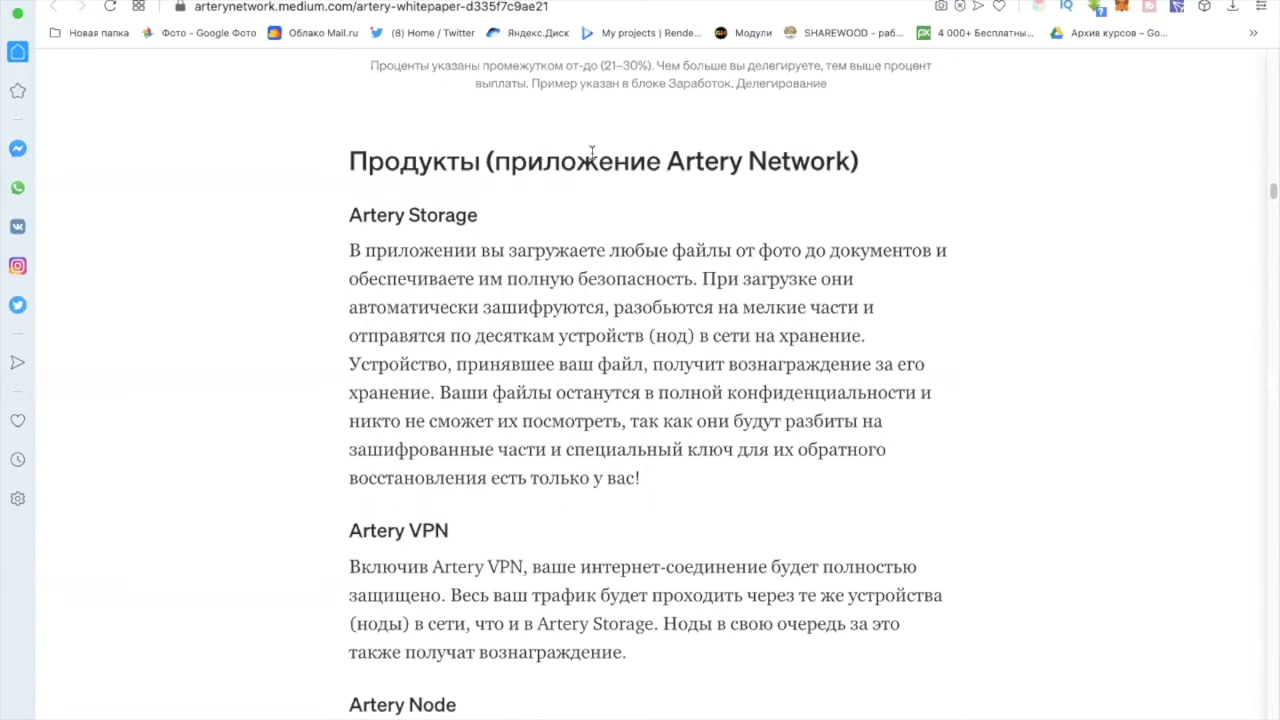 arterynetwork.medium.com/artery-whitepaper-d335f7c9ae21
Новая папка
Фото - Google Фото
Облако Mail.ru
(8) Home / Twitter
Яндекс.Диск
My projects | Rende...
Модули
SHAREWOOD - раб...
4 000+ Бесплатны...
Архив курсов – Go...
Проценты указаны промежутком от-до (21–30%). Чем больше вы делегируете, тем выше процент
выплаты. Пример указан в блоке Заработок. Делегирование
Продукты (приложение Artery Network)
Artery Storage
В приложении вы загружаете любые файлы от фото до документов и
обеспечиваете им полную безопасность. При загрузке они
автоматически зашифруются, разобьются на мелкие части и
отправятся по десяткам устройств (нод) в сети на хранение.
Устройство, принявшее ваш файл, получит вознаграждение за его
хранение. Ваши файлы останутся в полной конфиденциальности и
никто не сможет их посмотреть, так как они будут разбиты на
зашифрованные части и специальный ключ для их обратного
восстановления есть только у вас!
Artery VPN
Включив Artery VPN, ваше интернет-соединение будет полностью
защищено. Весь ваш трафик будет проходить через те же устройства
(ноды) в сети, что и в Artery Storage. Ноды в свою очередь за это
также получат вознаграждение.
Artery Node